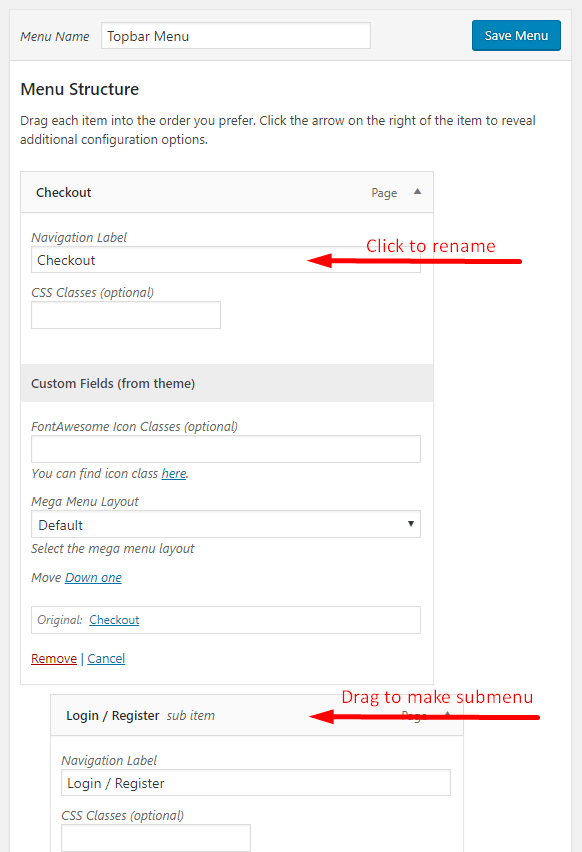 Menu Name Topbar Menu Save Menu
Menu Structure
Drag each item into the order you prefer. Click the arrow on the right of the item to reveal
additional configuration options.
Checkout Page
Navigation Label
Click to rename
Checkout
CSS Classes (optional)
Custom Fields (from theme)
FontAwesome Icon Classes (optional)
You can find icon class here.
Mega Menu Layout
Default
Select the mega menu layout
Move Down one
Original: Checkout
Remove | Cancel
Drag to make submenu
Login / Register sub item Page
Navigation Label
Login / Register
CSS Classes (optional)